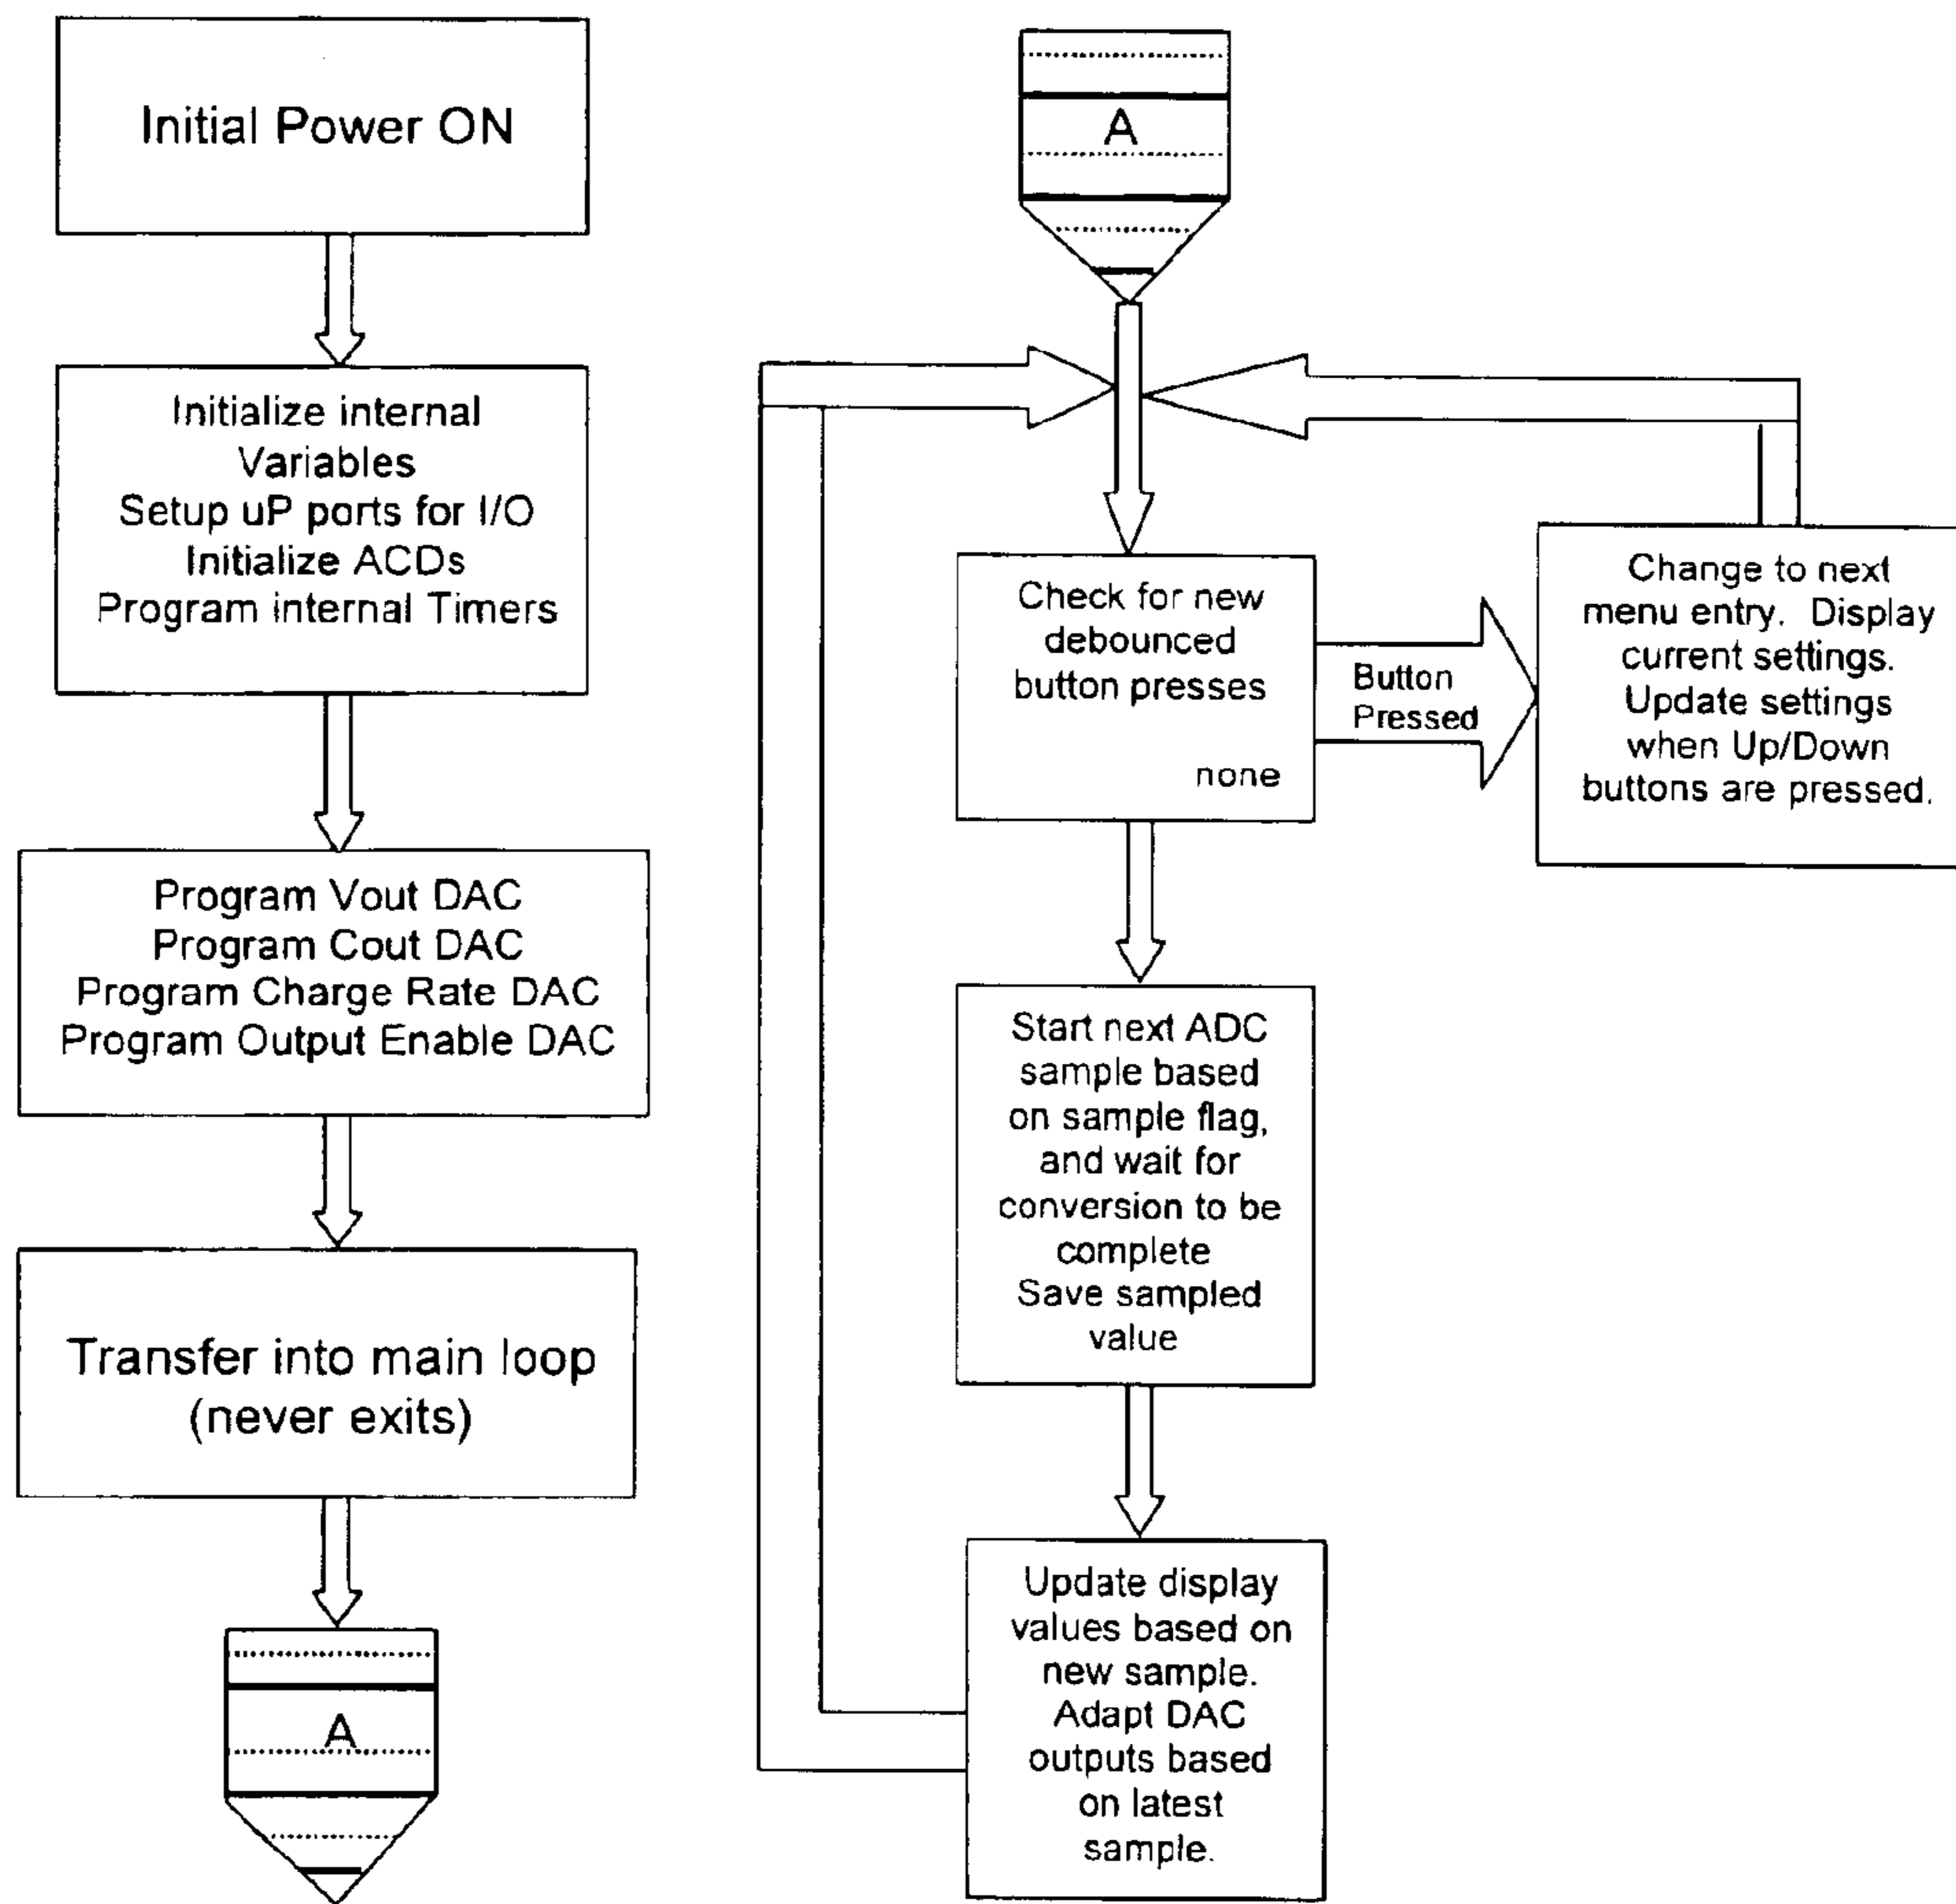 Initial Power ON
Initialize internal
Variables
Setup uP ports for I/O
Initialize ACDs
Program internal Timers
Program Vout DAC
Program Cout DAC
Program Charge Rate DAC
Program Output Enable DAC
Transfer into main loop
(never exits)
A
A
Check for new
debounced
button presses
none
Button
Pressed
Change to next
menu entry. Display
current settings.
Update settings
when Up/Down
buttons are pressed.
Start next ADC
sample based
on sample flag,
and wait for
conversion to be
complete
Save sampled
value
Update display
values based on
new sample.
Adapt DAC
outputs based
on latest
sample.